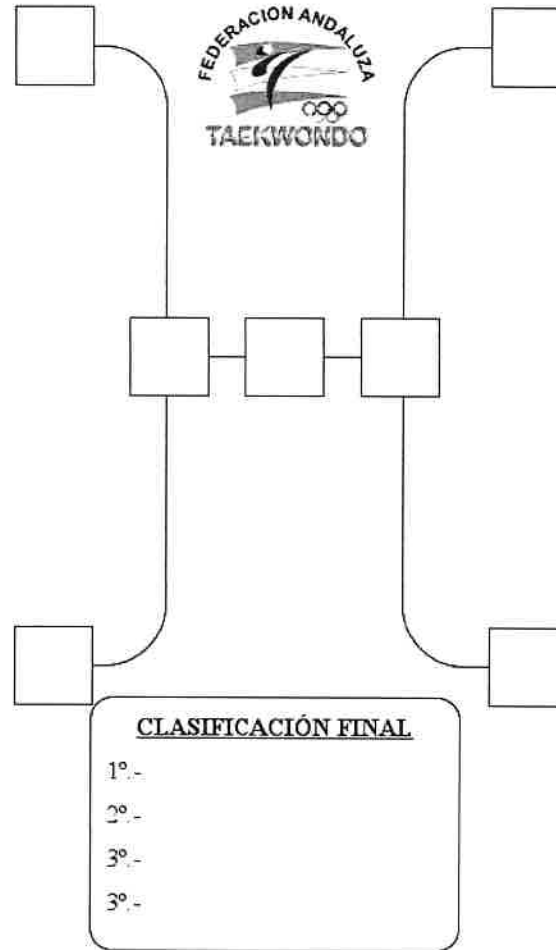 FEDERACION ANDALUZA
TAEKWONDO
CLASIFICACIÓN FINAL
1º.-
2º.-
3º.-
3º.-